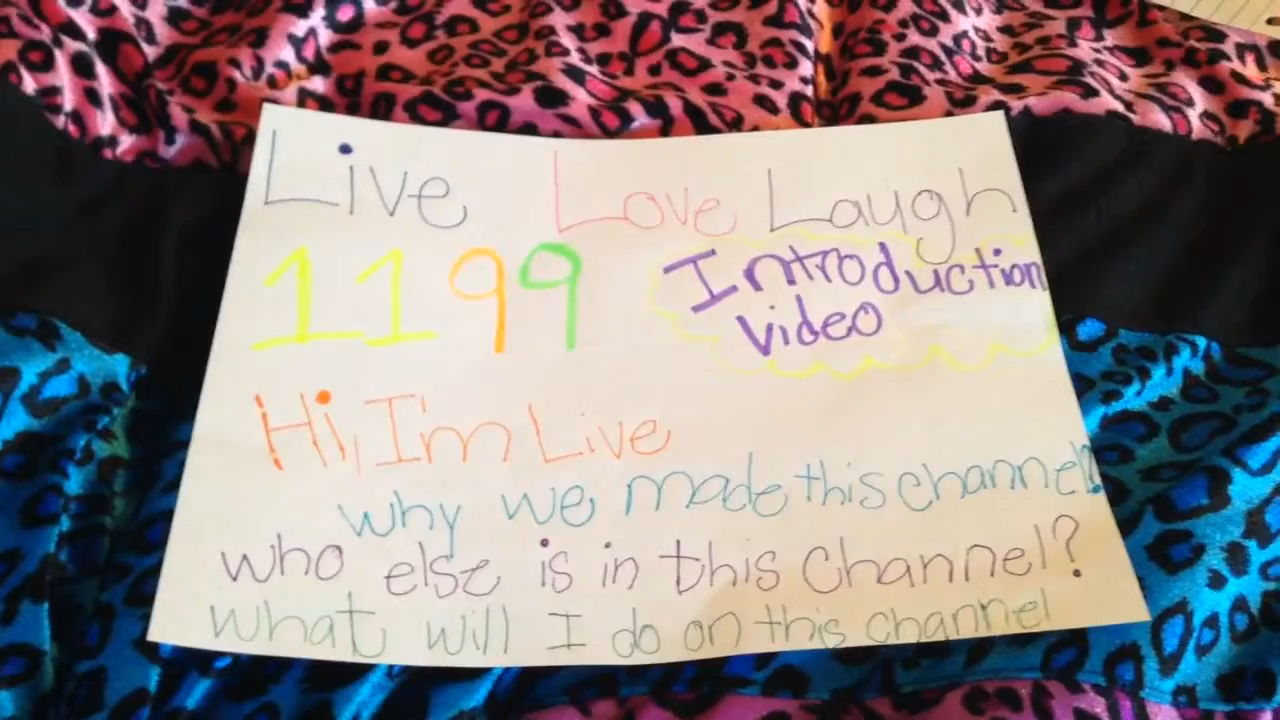 Live Love Laugh
1199 Introduction
video
Hi, I'm Live
why we made this channel?
who else is in this channel?
what will I do on this channel